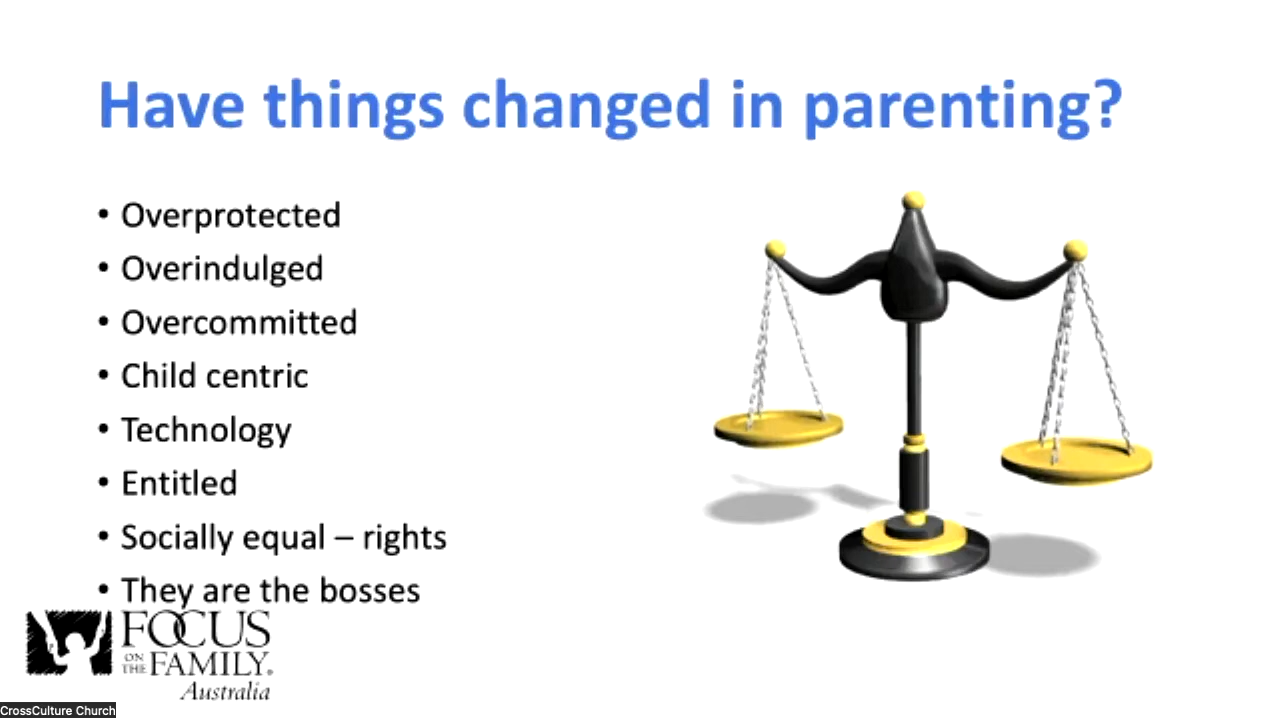 Have things changed in parenting?
• Overprotected
• Overindulged
• Overcommitted
• Child centric
• Technology
• Entitled
• Socially equal – rights
• They are the bosses
FOCUS
ON THE FAMILY®
Australia
CrossCulture Church